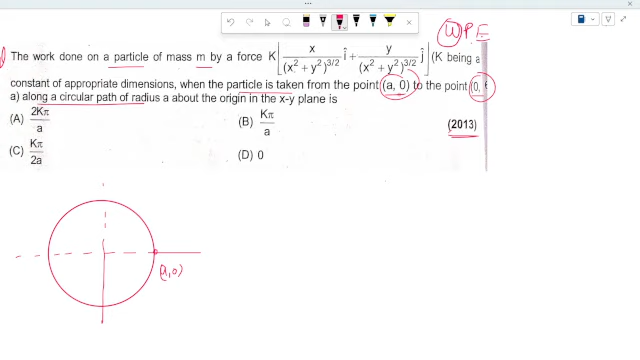 W P E
The work done on a particle of mass m by a force K[ x/(x² + y²)^3/2 î + y/(x² + y²)^3/2 ĵ ] (K being a
constant of appropriate dimensions, when the particle is taken from the point (a, 0) to the point (0,
a) along a circular path of radius a about the origin in the x-y plane is
(A) 2Kπ/a (B) Kπ/a
(2013)
(C) Kπ/2a (D) 0
(a,0)